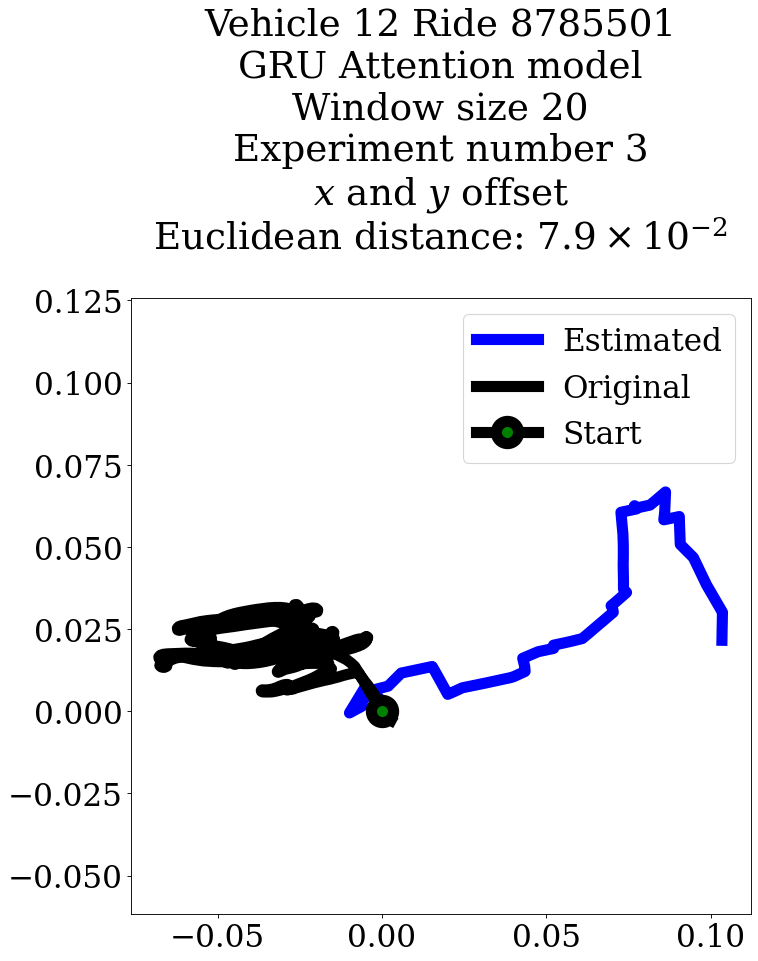 Vehicle 12 Ride 8785501
GRU Attention model
Window size 20
Experiment number 3
x and y offset
Euclidean distance: 7.9 × 10⁻²
Estimated
Original
Start
0.125
0.100
0.075
0.050
0.025
0.000
−0.025
−0.050
−0.05 0.00 0.05 0.10